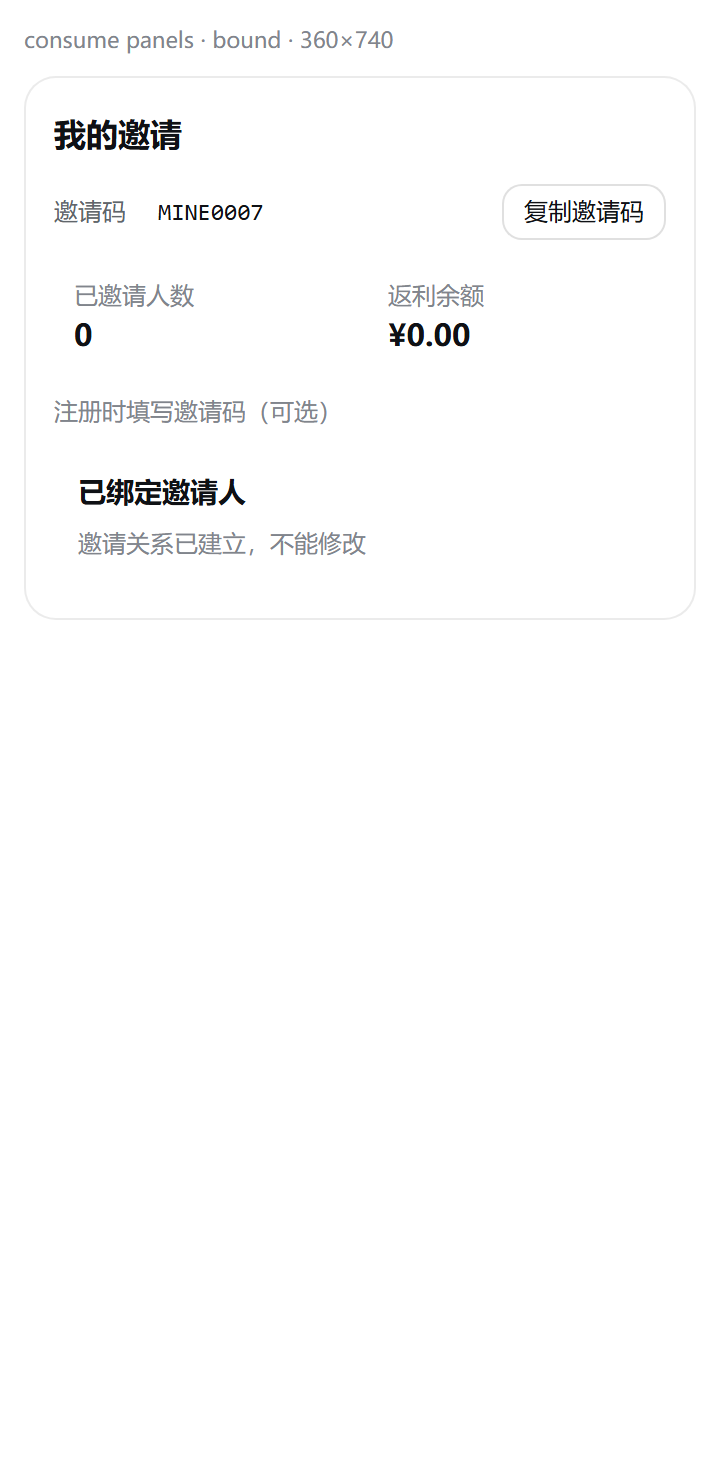 consume panels · bound · 360×740
我的邀请
邀请码 MINE0007 复制邀请码
已邀请人数 返利余额
0 ¥0.00
注册时填写邀请码（可选）
已绑定邀请人
邀请关系已建立，不能修改